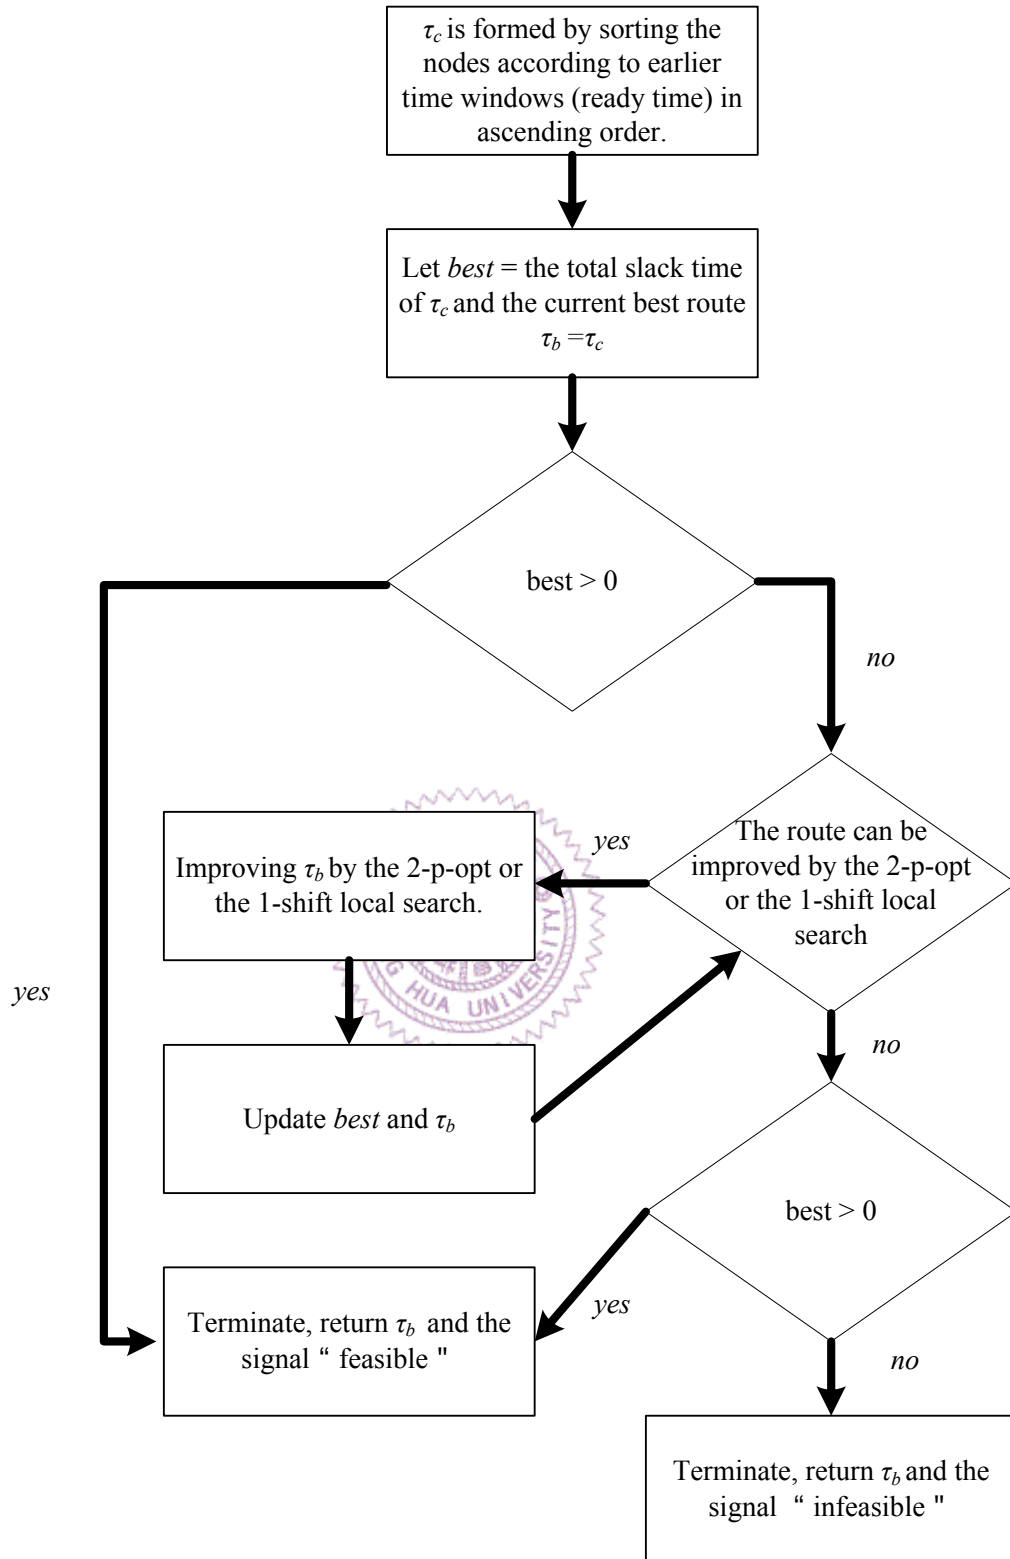 τc is formed by sorting the
nodes according to earlier
time windows (ready time) in
ascending order.
Let best = the total slack time
of τc and the current best route
τb =τc
best > 0
no
yes
The route can be
improved by the 2-p-opt
or the 1-shift local
search
Improving τb by the 2-p-opt or
the 1-shift local search.
HUA UNIVERSITY
yes
no
Update best and τb
best > 0
yes
Terminate, return τb and the
signal “ feasible "
no
Terminate, return τb and the
signal “ infeasible "